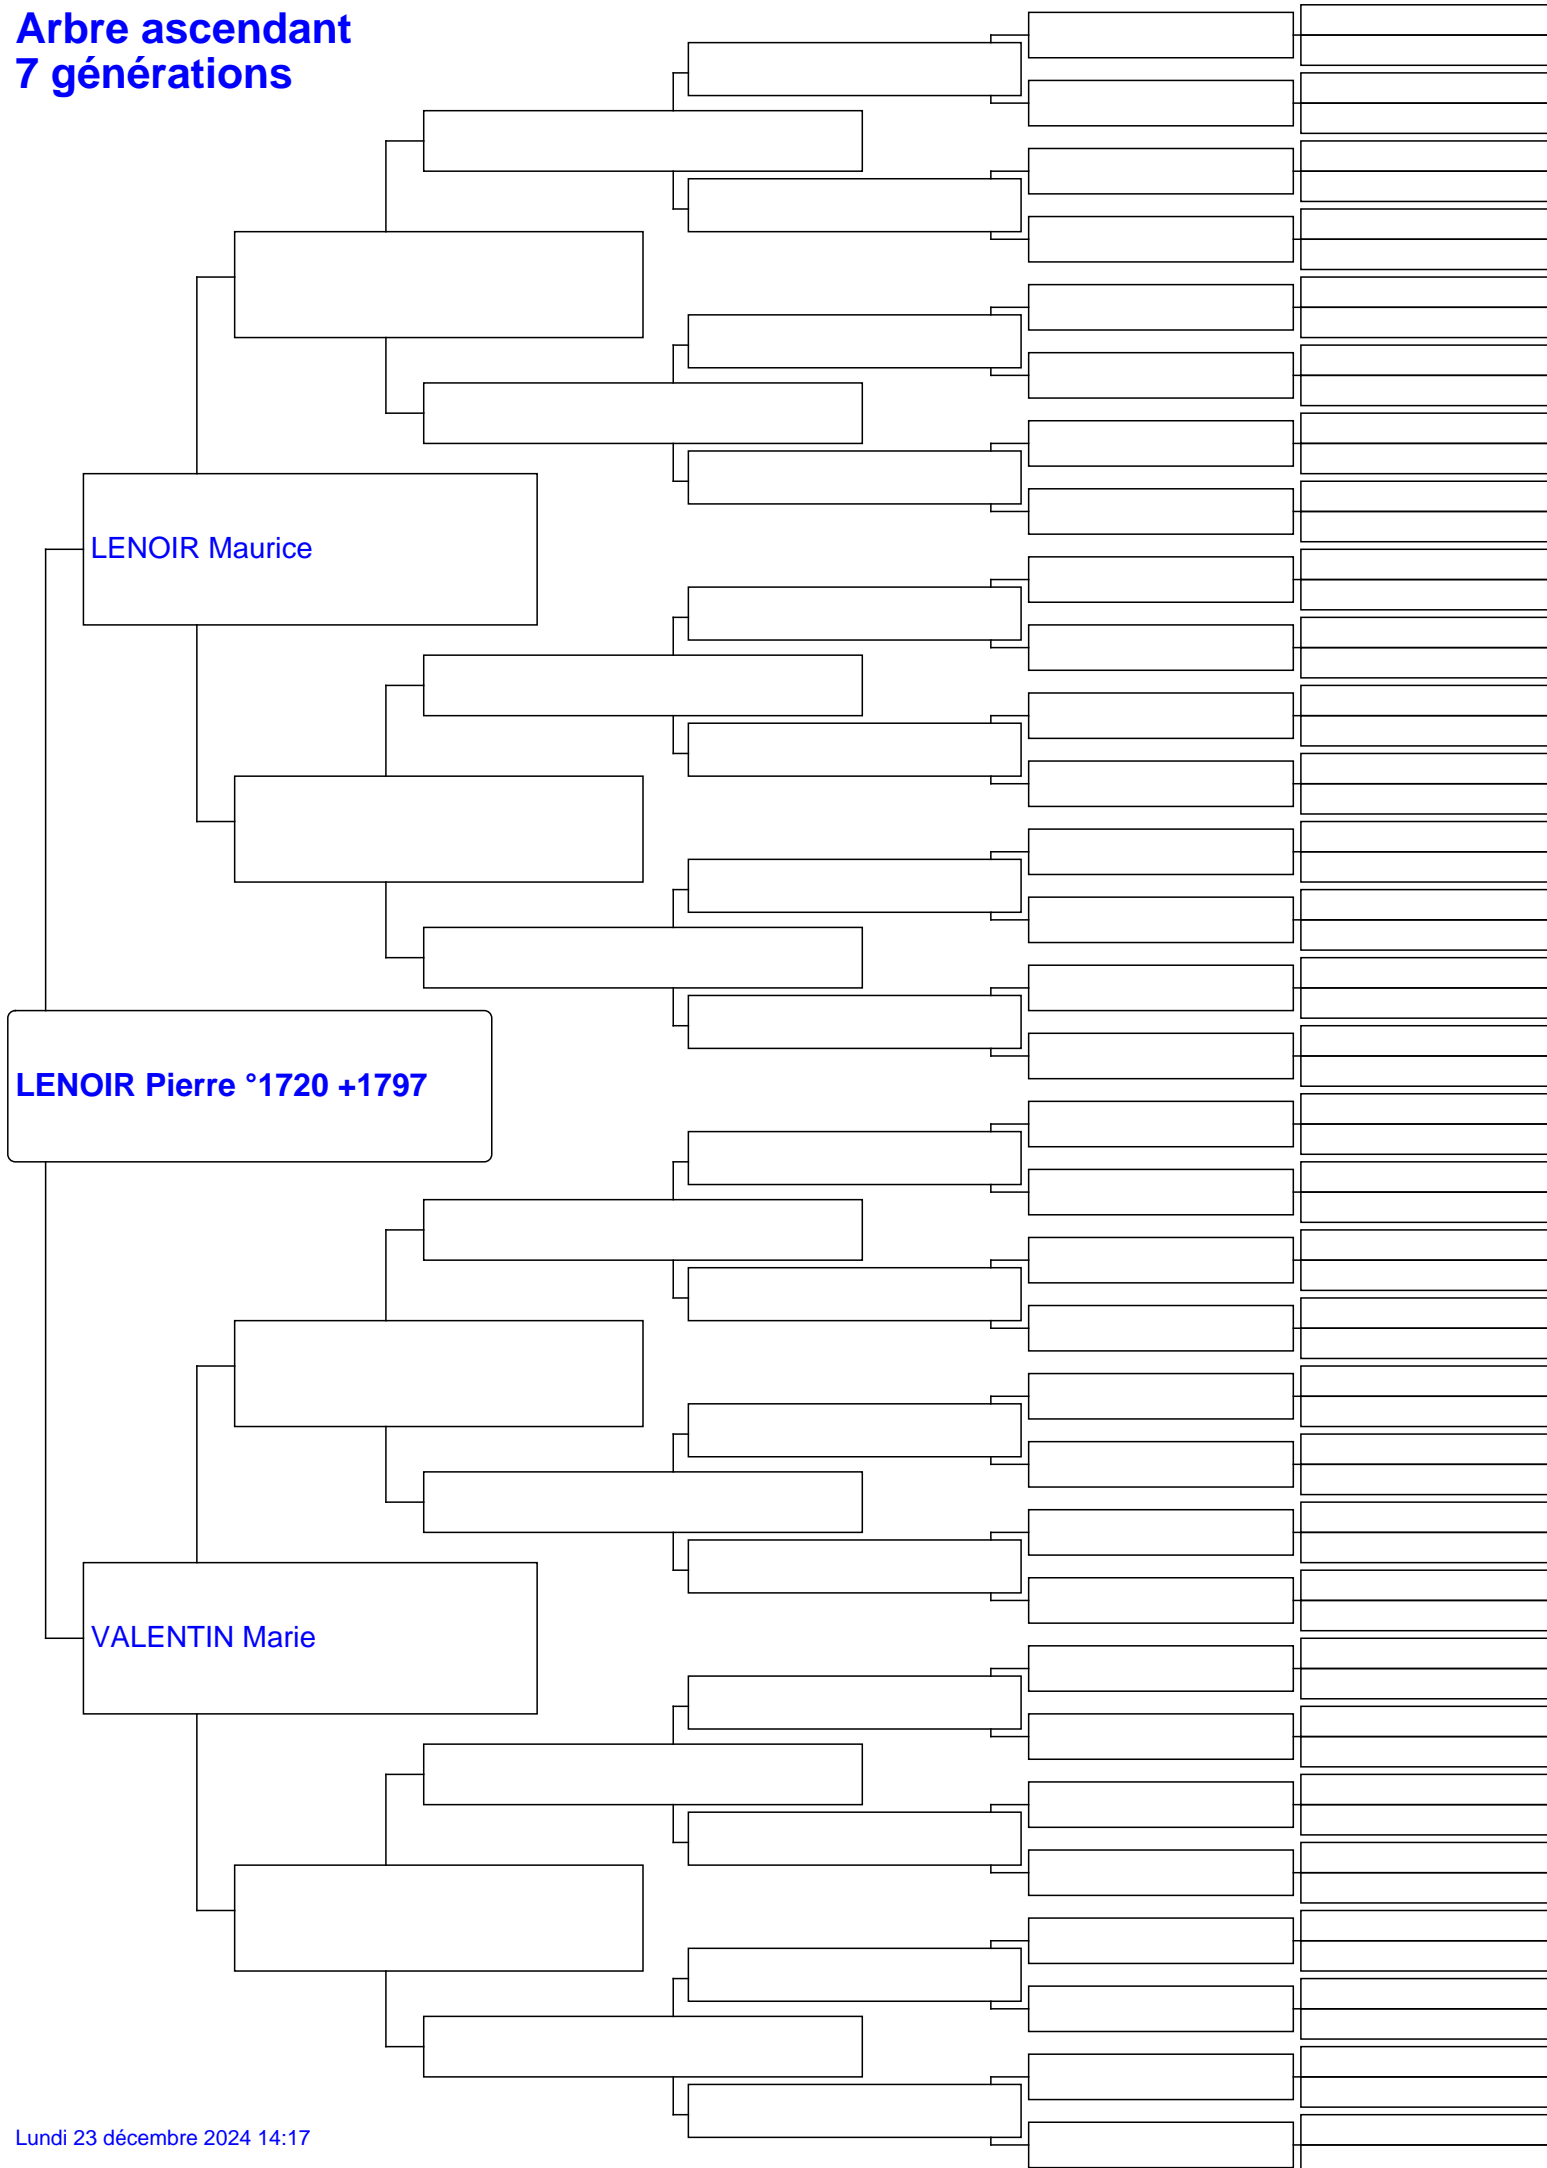 Arbre ascendant
7 générations
LENOIR Maurice
LENOIR Pierre °1720 +1797
VALENTIN Marie
Lundi 23 décembre 2024 14:17